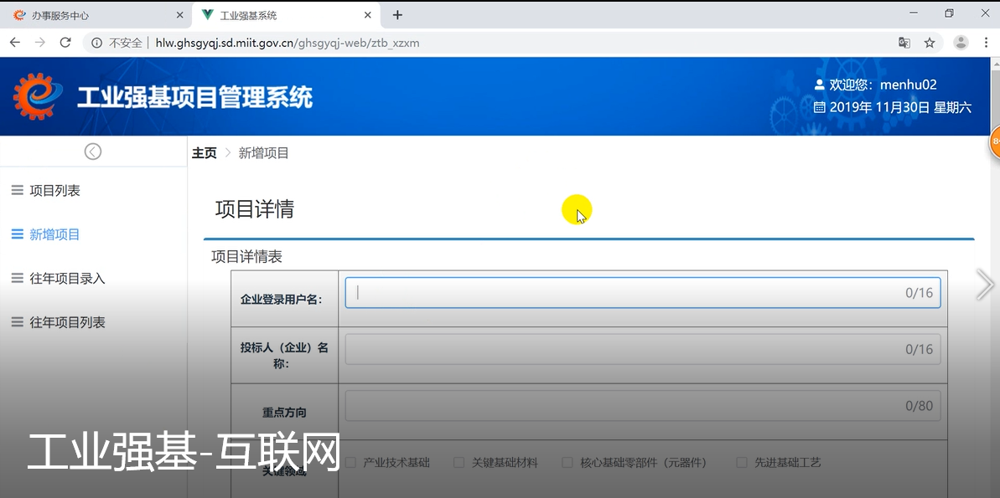 办事服务中心
工业强基系统
不安全
hlw.ghsgyqj.sd.miit.gov.cn/ghsgyqj-web/ztb_xzxm
工业强基项目管理系统
欢迎您：menhu02
2019年 11月30日 星期六
主页 > 新增项目
项目列表
新增项目
往年项目录入
往年项目列表
项目详情
项目详情表
企业登录用户名：
0/16
投标人（企业）名
称：
0/16
重点方向
0/80
关键领域
产业技术基础
关键基础材料
核心基础零部件（元器件）
先进基础工艺
工业强基-互联网